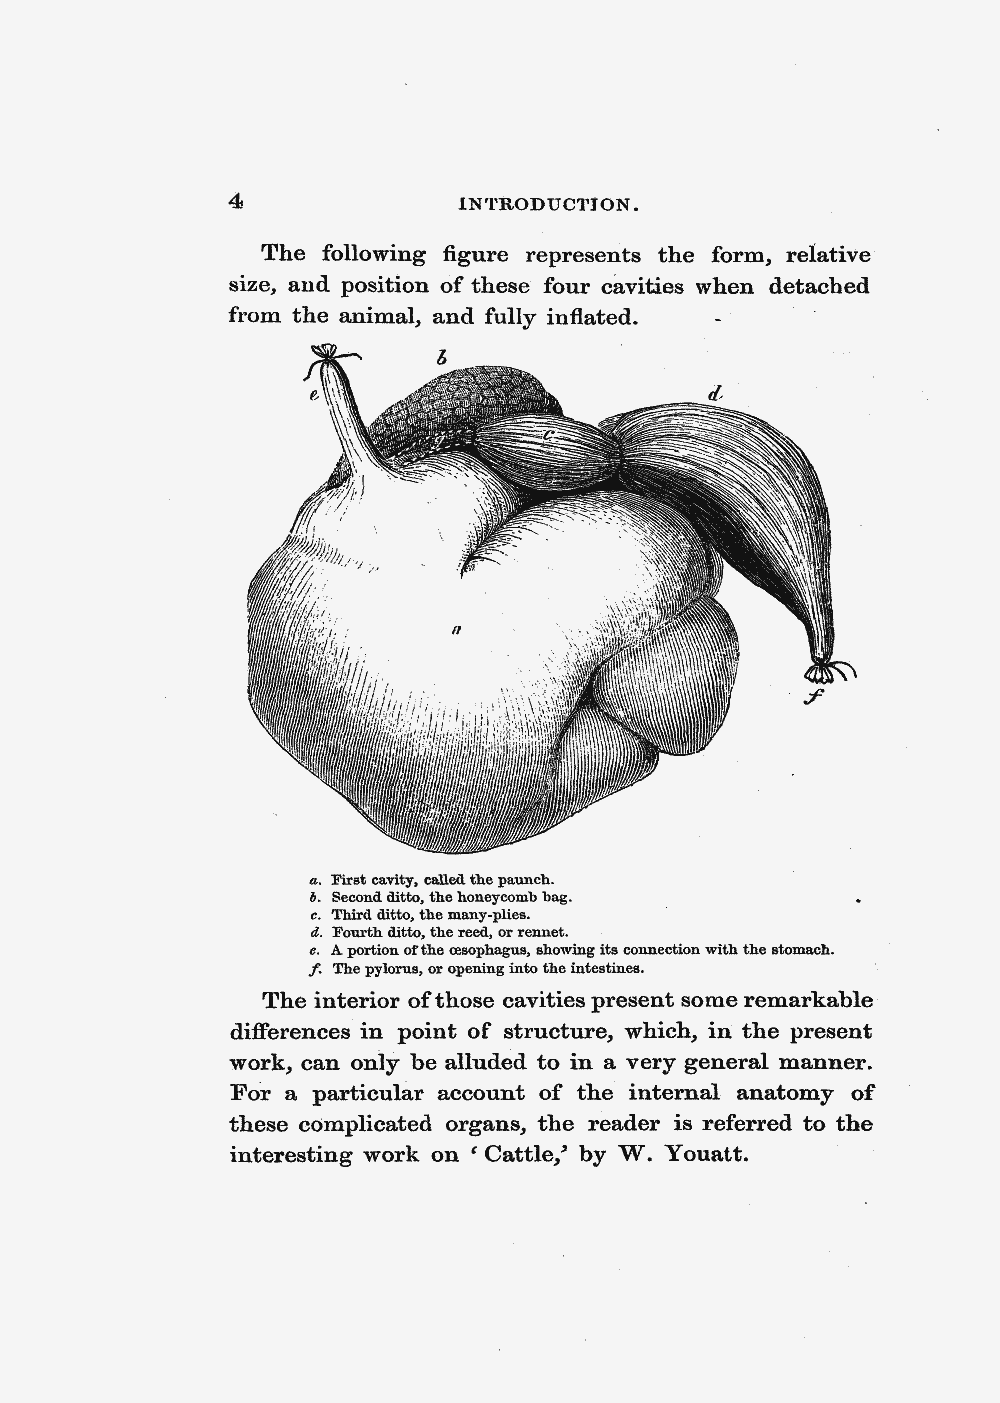 4 INTRODUCTION.
The following figure represents the form, relative
size, and position of these four cavities when detached
from the animal, and fully inflated.
b
e
d
g
c
a
f
a. First cavity, called the paunch.
b. Second ditto, the honeycomb bag.
c. Third ditto, the many-plies.
d. Fourth ditto, the reed, or rennet.
e. A portion of the œsophagus, showing its connection with the stomach.
f. The pylorus, or opening into the intestines.
The interior of those cavities present some remarkable
differences in point of structure, which, in the present
work, can only be alluded to in a very general manner.
For a particular account of the internal anatomy of
these complicated organs, the reader is referred to the
interesting work on ‘ Cattle,’ by W. Youatt.